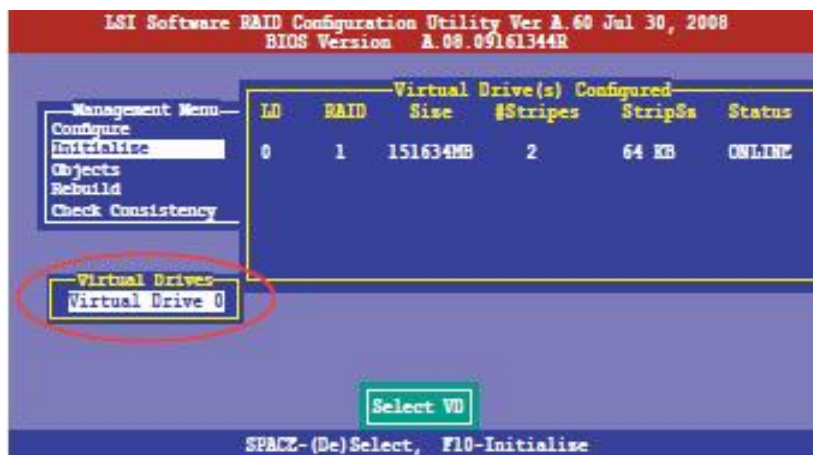 LSI Software RAID Configuration Utility Ver A.60 Jul 30, 2008
BIOS Version A.08.09161344R
Management Menu
Configure
Initialize
Objects
Rebuild
Check Consistency
Virtual Drive(s) Configured
LD RAID Size #Stripes StripSz Status
0 1 151634MB 2 64 KB ONLINE
Virtual Drives
Virtual Drive 0
Select VD
SPACE-(De)Select, F10-Initialize